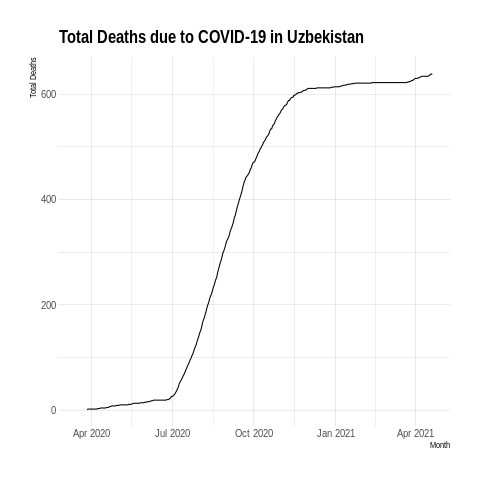 Total Deaths due to COVID-19 in Uzbekistan
Total Deaths
600
400
200
0
Apr 2020 Jul 2020 Oct 2020 Jan 2021 Apr 2021
Month